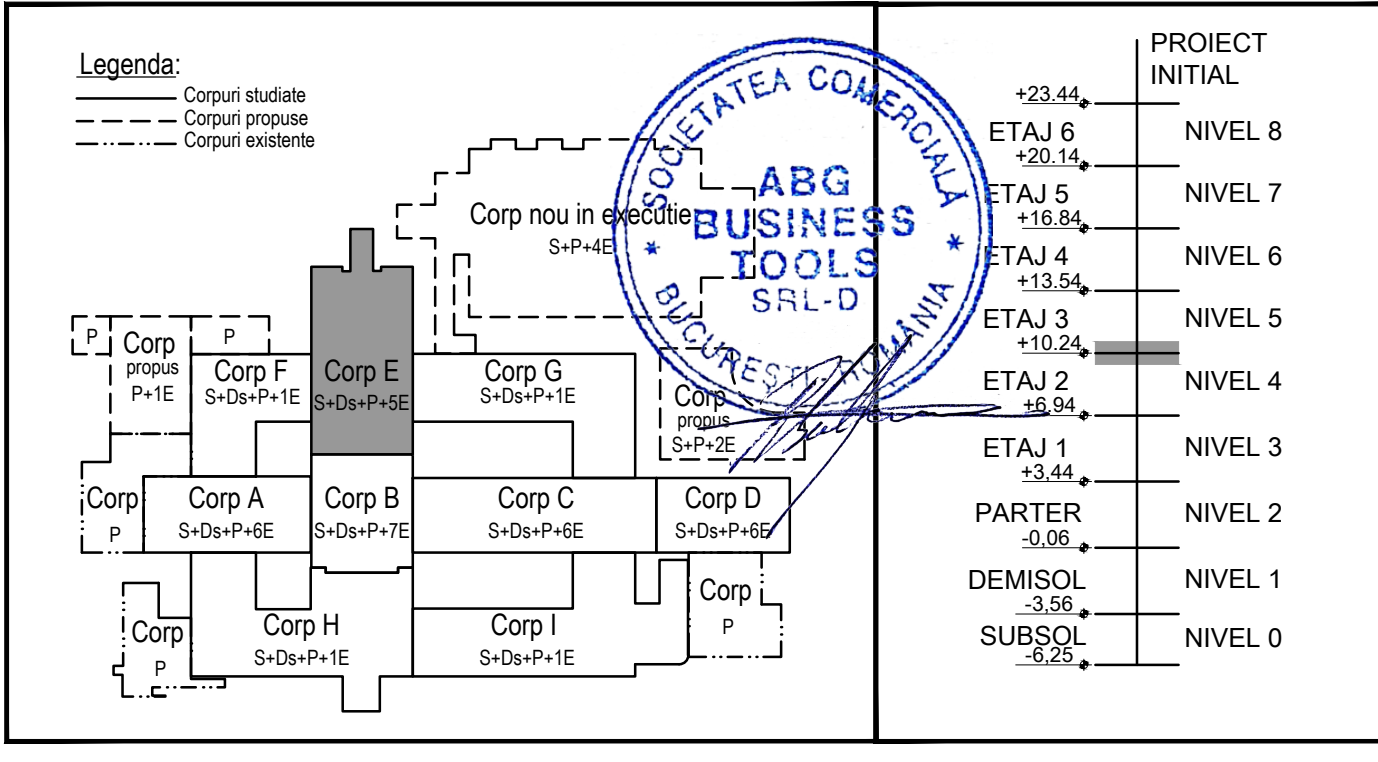 Legenda:
Corpuri studiate
Corpuri propuse
Corpuri existente
Corp nou in executie
S+P+4E
P
Corp
propus
P+1E
P
Corp F
S+Ds+P+1E
Corp E
S+Ds+P+5E
Corp G
S+Ds+P+1E
Corp
propus
S+P+2E
Corp
P
Corp A
S+Ds+P+6E
Corp B
S+Ds+P+7E
Corp C
S+Ds+P+6E
Corp D
S+Ds+P+6E
Corp
P
Corp H
S+Ds+P+1E
Corp I
S+Ds+P+1E
Corp
P
SOCIETATEA COMERCIALĂ
ABG
BUSINESS
TOOLS
SRL-D
* BUCUREȘTI-ROMÂNIA *
PROIECT
INITIAL
+23.44
ETAJ 6 NIVEL 8
+20.14
ETAJ 5 NIVEL 7
+16.84
ETAJ 4 NIVEL 6
+13.54
ETAJ 3 NIVEL 5
+10.24
ETAJ 2 NIVEL 4
+6,94
ETAJ 1 NIVEL 3
+3,44
PARTER NIVEL 2
-0,06
DEMISOL NIVEL 1
-3,56
SUBSOL NIVEL 0
-6,25